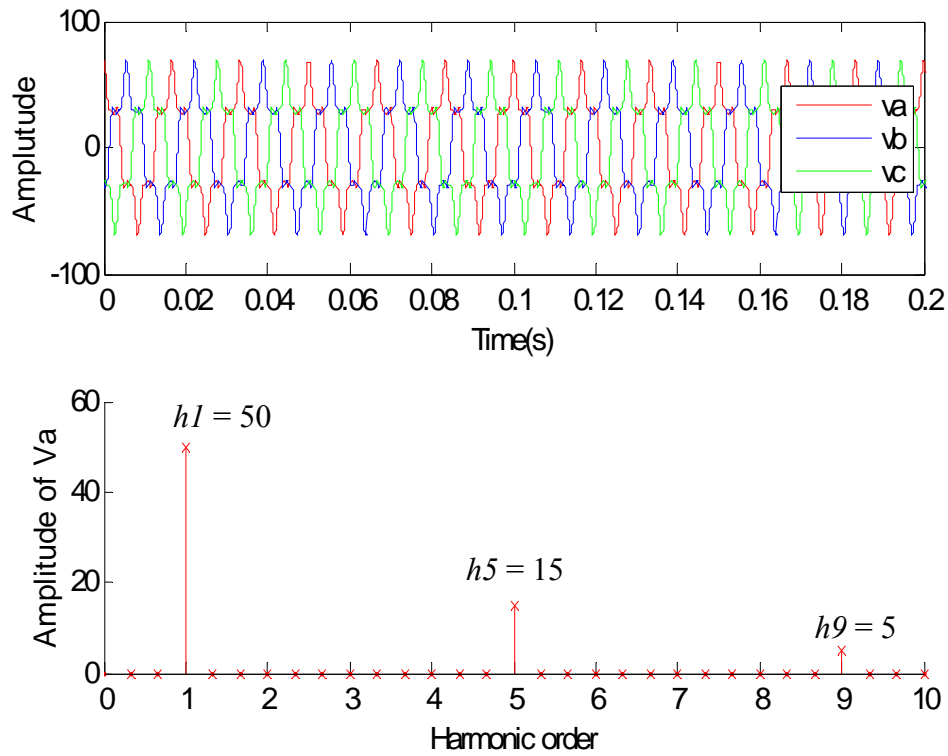 100
0
-100
Amplutude
va
vb
vc
0 0.02 0.04 0.06 0.08 0.1 0.12 0.14 0.16 0.18 0.2
Time(s)
60
40
20
0
Amplitude of Va
h1 = 50
h5 = 15
h9 = 5
0 1 2 3 4 5 6 7 8 9 10
Harmonic order